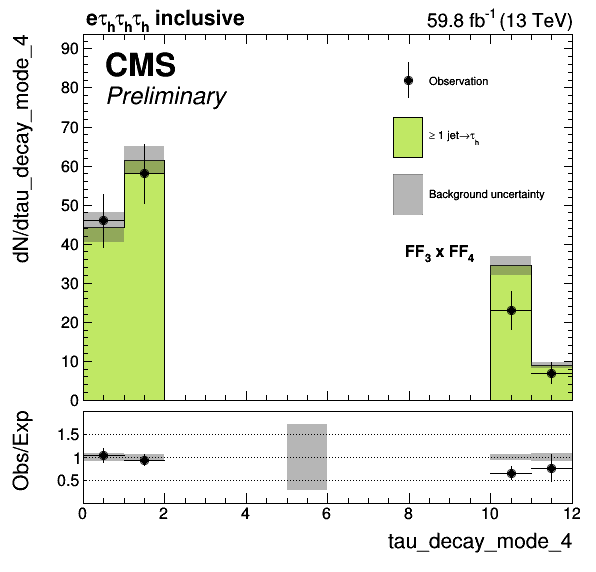 eτₕτₕτₕ inclusive
59.8 fb⁻¹ (13 TeV)
CMS
Preliminary
Observation
≥ 1 jet→τₕ
Background uncertainty
FF₃ x FF₄
dN/dtau_decay_mode_4
90
80
70
60
50
40
30
20
10
0
Obs/Exp
1.5
1
0.5
0 2 4 6 8 10 12
tau_decay_mode_4